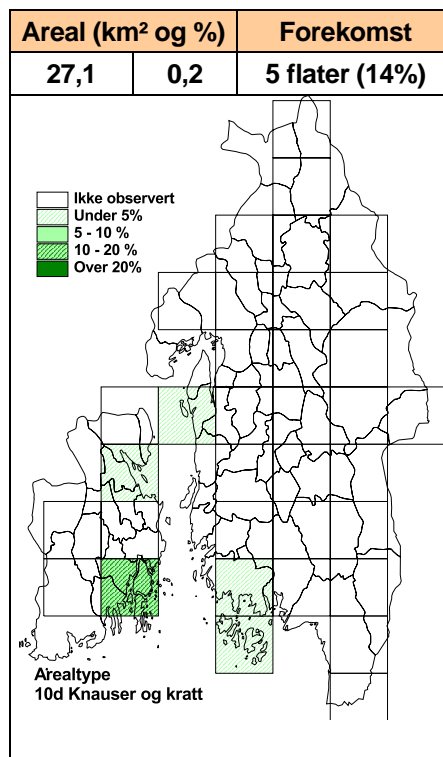 Areal (km² og %) Forekomst
27,1 0,2 5 flater (14%)
Ikke observert
Under 5%
5 - 10 %
10 - 20 %
Over 20%
Arealtype
10d Knauser og kratt